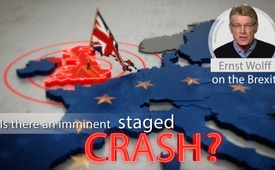 Ernst Wolff
on the Brexit
Is there an imminent staged
CRASH?